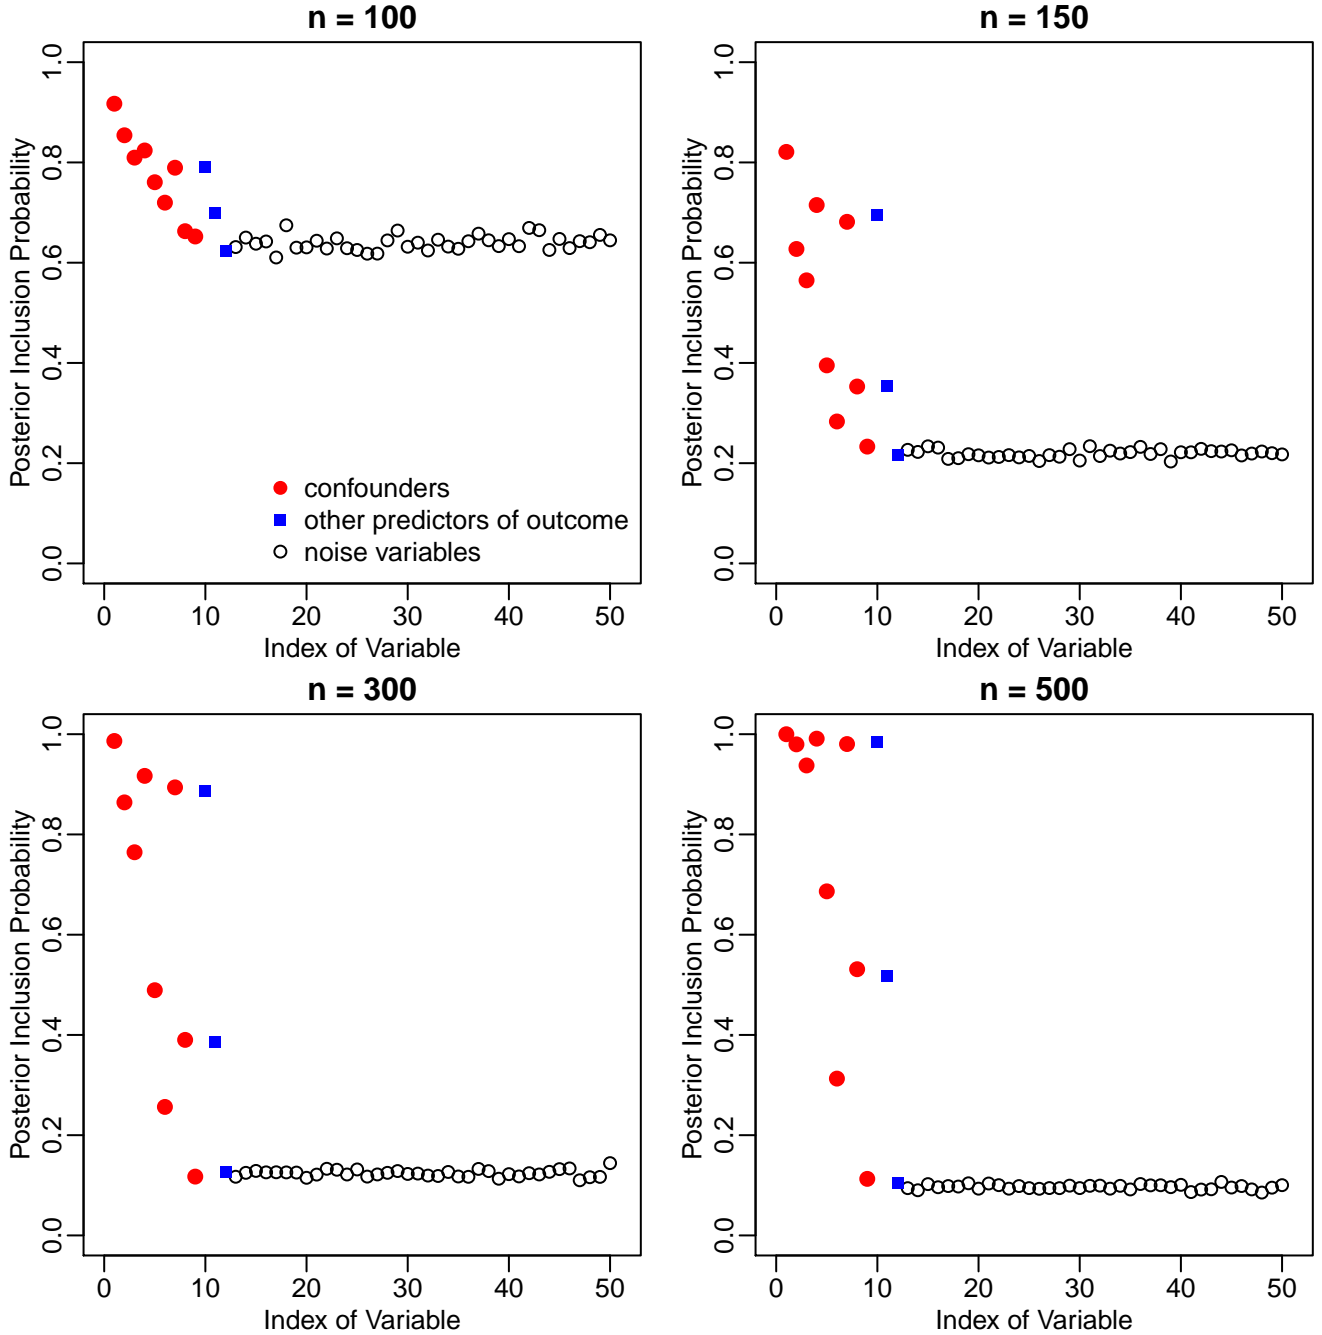 n = 100
Posterior Inclusion Probability
1.0
0.8
0.6
0.4
0.2
0.0
confounders
other predictors of outcome
noise variables
0 10 20 30 40 50
Index of Variable
n = 150
Posterior Inclusion Probability
1.0
0.8
0.6
0.4
0.2
0.0
0 10 20 30 40 50
Index of Variable
n = 300
Posterior Inclusion Probability
1.0
0.8
0.6
0.4
0.2
0.0
0 10 20 30 40 50
Index of Variable
n = 500
Posterior Inclusion Probability
1.0
0.8
0.6
0.4
0.2
0.0
0 10 20 30 40 50
Index of Variable